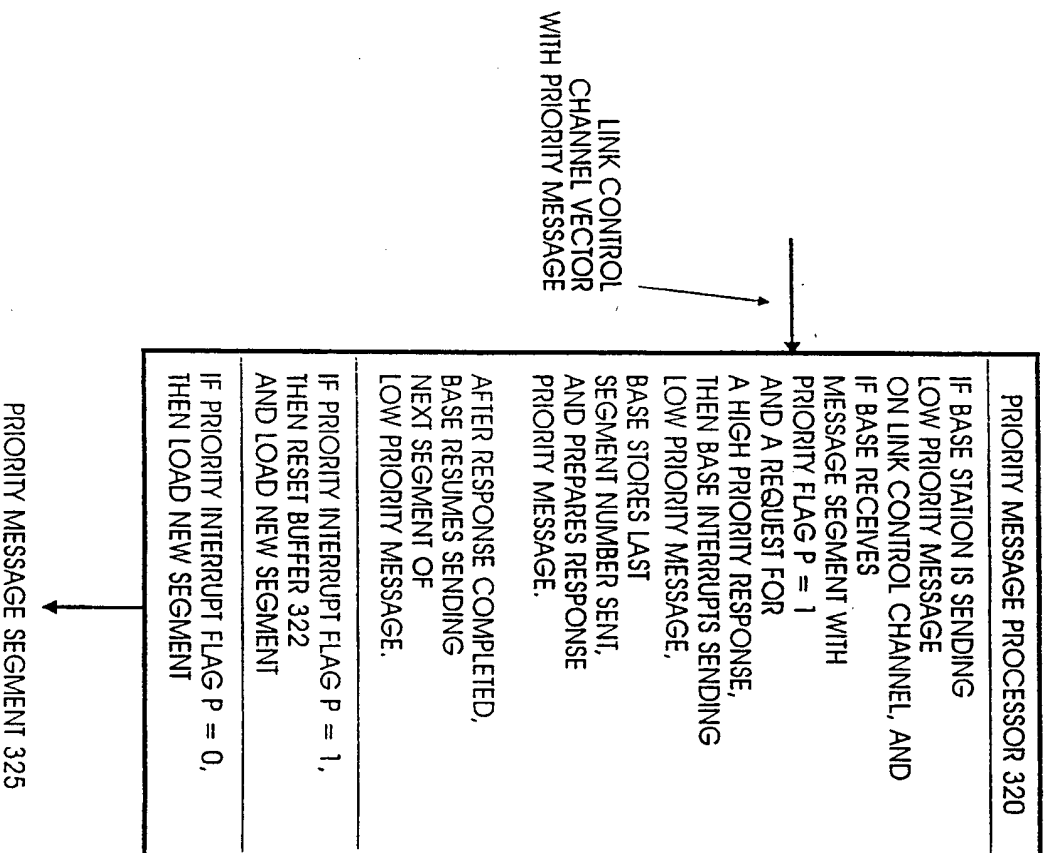 LINK CONTROL
CHANNEL VECTOR
WITH PRIORITY MESSAGE
PRIORITY MESSAGE PROCESSOR 320
IF BASE STATION IS SENDING
LOW PRIORITY MESSAGE
ON LINK CONTROL CHANNEL, AND
IF BASE RECEIVES
MESSAGE SEGMENT WITH
PRIORITY FLAG P = 1
AND A REQUEST FOR
A HIGH PRIORITY RESPONSE,
THEN BASE INTERRUPTS SENDING
LOW PRIORITY MESSAGE,
BASE STORES LAST
SEGMENT NUMBER SENT,
AND PREPARES RESPONSE
PRIORITY MESSAGE.
AFTER RESPONSE COMPLETED,
BASE RESUMES SENDING
NEXT SEGMENT OF
LOW PRIORITY MESSAGE.
IF PRIORITY INTERRUPT FLAG P = 1,
THEN RESET BUFFER 322
AND LOAD NEW SEGMENT
IF PRIORITY INTERRUPT FLAG P = 0,
THEN LOAD NEW SEGMENT
PRIORITY MESSAGE SEGMENT 325